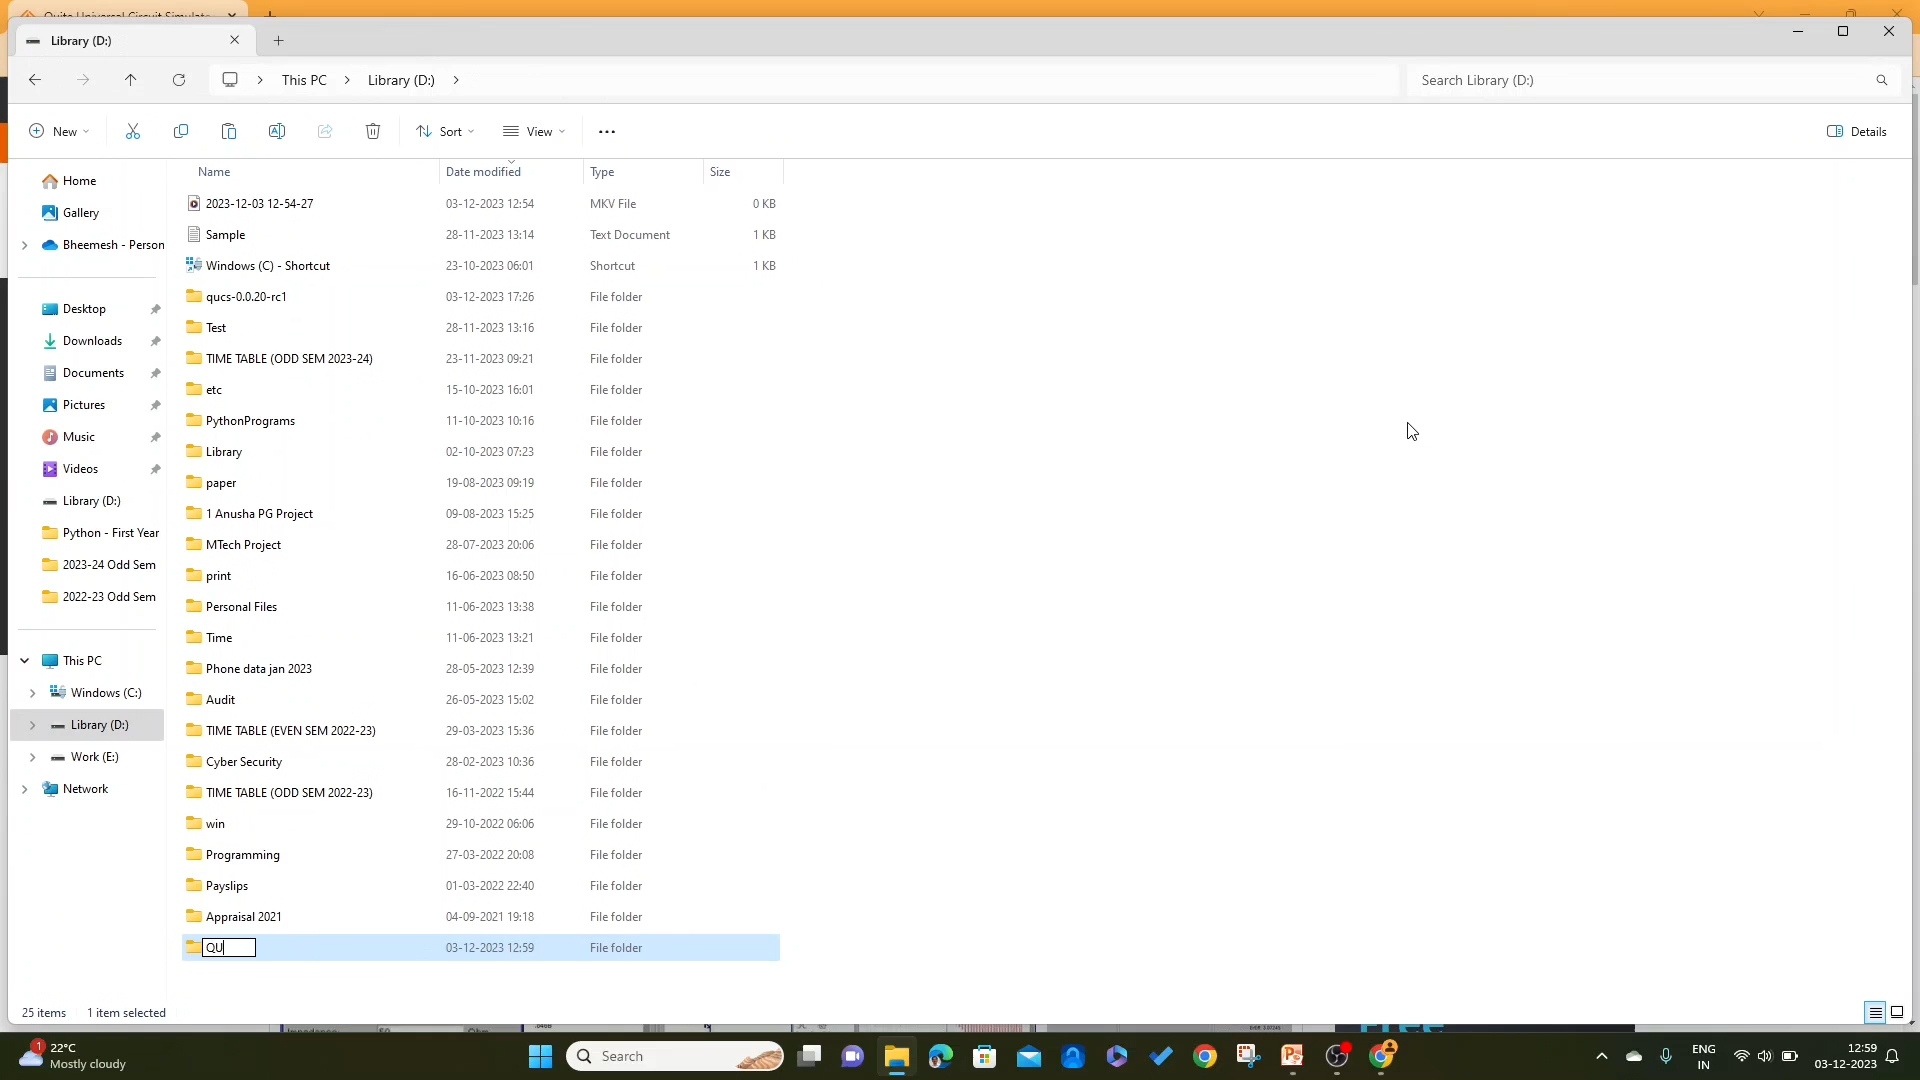 Quite Universal Circuit Simulato
Library (D:)
This PC
Library (D:)
Search Library (D:)
New
Sort
View
Details
Name Date modified Type Size
2023-12-03 12-54-27 03-12-2023 12:54 MKV File 0 KB
Sample 28-11-2023 13:14 Text Document 1 KB
Windows (C) - Shortcut 23-10-2023 06:01 Shortcut 1 KB
qucs-0.0.20-rc1 03-12-2023 17:26 File folder
Test 28-11-2023 13:16 File folder
TIME TABLE (ODD SEM 2023-24) 23-11-2023 09:21 File folder
etc 15-10-2023 16:01 File folder
PythonPrograms 11-10-2023 10:16 File folder
Library 02-10-2023 07:23 File folder
paper 19-08-2023 09:19 File folder
1 Anusha PG Project 09-08-2023 15:25 File folder
MTech Project 28-07-2023 20:06 File folder
print 16-06-2023 08:50 File folder
Personal Files 11-06-2023 13:38 File folder
Time 11-06-2023 13:21 File folder
Phone data jan 2023 28-05-2023 12:39 File folder
Audit 26-05-2023 15:02 File folder
TIME TABLE (EVEN SEM 2022-23) 29-03-2023 15:36 File folder
Cyber Security 28-02-2023 10:36 File folder
TIME TABLE (ODD SEM 2022-23) 16-11-2022 15:44 File folder
win 29-10-2022 06:06 File folder
Programming 27-03-2022 20:08 File folder
Payslips 01-03-2022 22:40 File folder
Appraisal 2021 04-09-2021 19:18 File folder
QU 03-12-2023 12:59 File folder
Home
Gallery
Bheemesh - Person
Desktop
Downloads
Documents
Pictures
Music
Videos
Library (D:)
Python - First Year
2023-24 Odd Sem
2022-23 Odd Sem
This PC
Windows (C:)
Library (D:)
Work (E:)
Network
25 items 1 item selected
Free
1
22°C
Mostly cloudy
Search
ENG
IN
12:59
03-12-2023